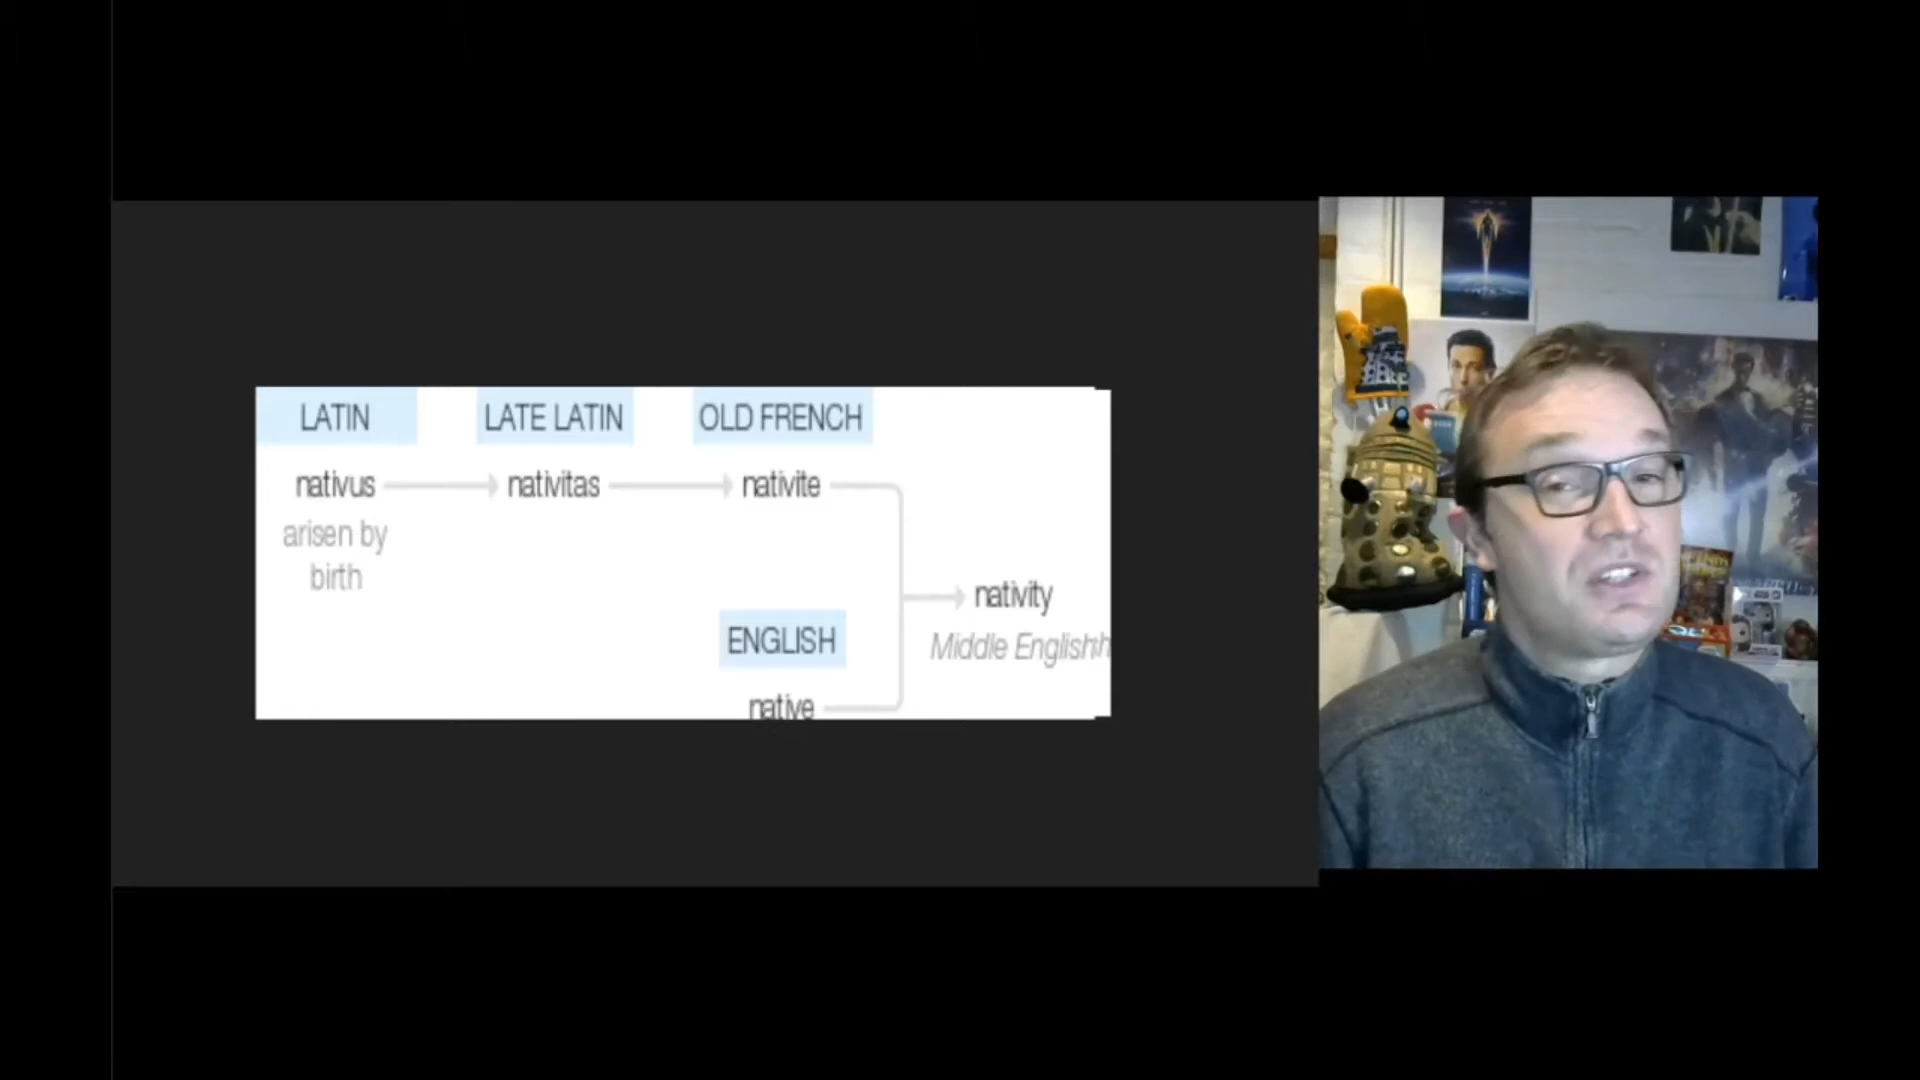 LATIN LATE LATIN OLD FRENCH
nativus nativitas nativite
arisen by
birth
nativity
ENGLISH
Middle English
native